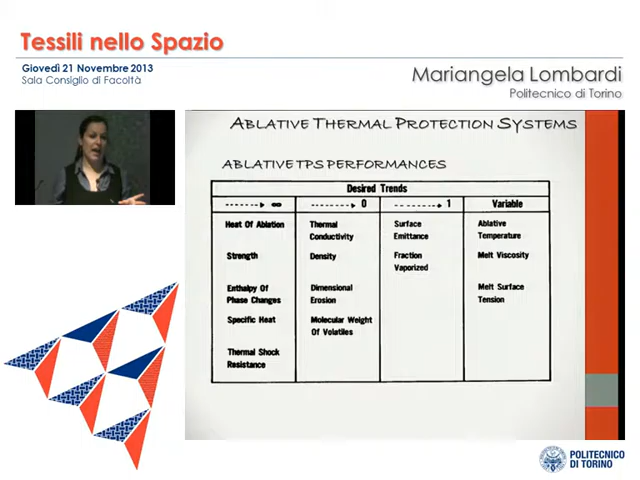 Tessili nello Spazio
Giovedì 21 Novembre 2013
Sala Consiglio di Facoltà
Mariangela Lombardi
Politecnico di Torino
ABLATIVE THERMAL PROTECTION SYSTEMS
ABLATIVE TPS PERFORMANCES
Desired Trends
∞ 0 1 Variable
Heat Of Ablation Thermal Conductivity Surface Emittance Ablative Temperature
Strength Density Fraction Vaporized Melt Viscosity
Enthalpy Of Phase Changes Dimensional Erosion Melt Surface Tension
Specific Heat Molecular Weight Of Volatiles
Thermal Shock Resistance
POLITECNICO
DI TORINO